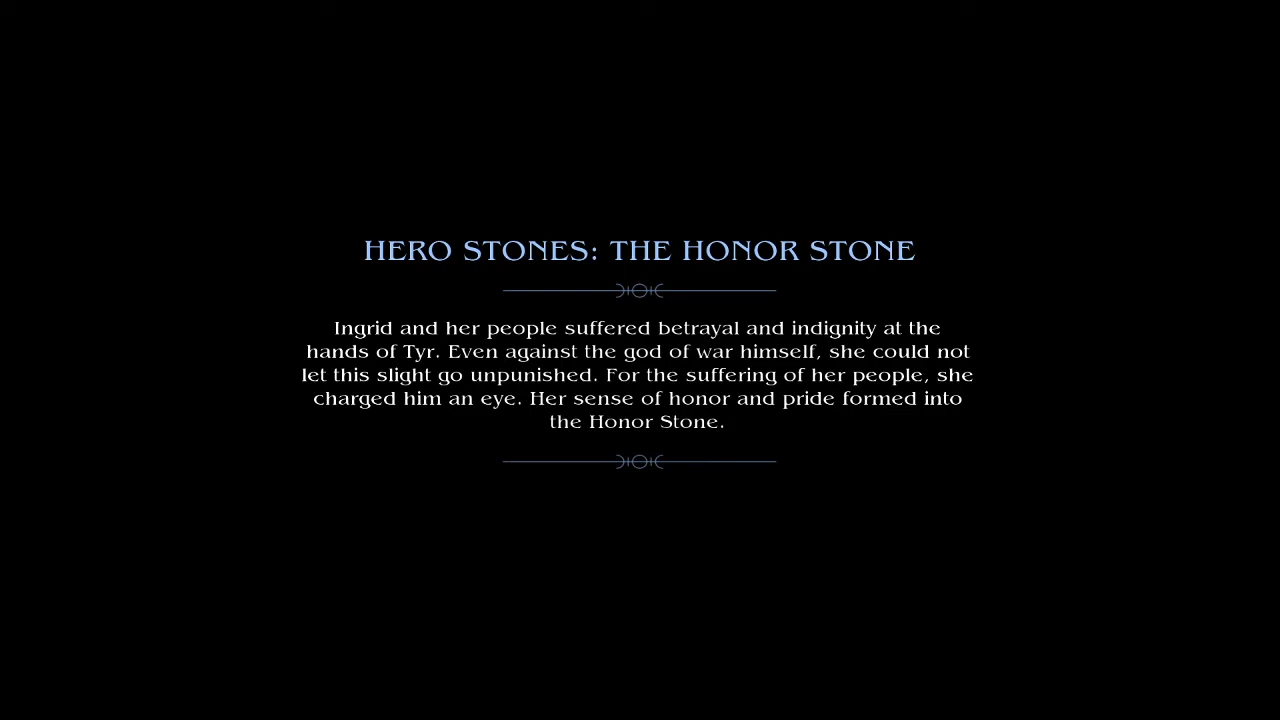 HERO STONES: THE HONOR STONE
Ingrid and her people suffered betrayal and indignity at the
hands of Tyr. Even against the god of war himself, she could not
let this slight go unpunished. For the suffering of her people, she
charged him an eye. Her sense of honor and pride formed into
the Honor Stone.